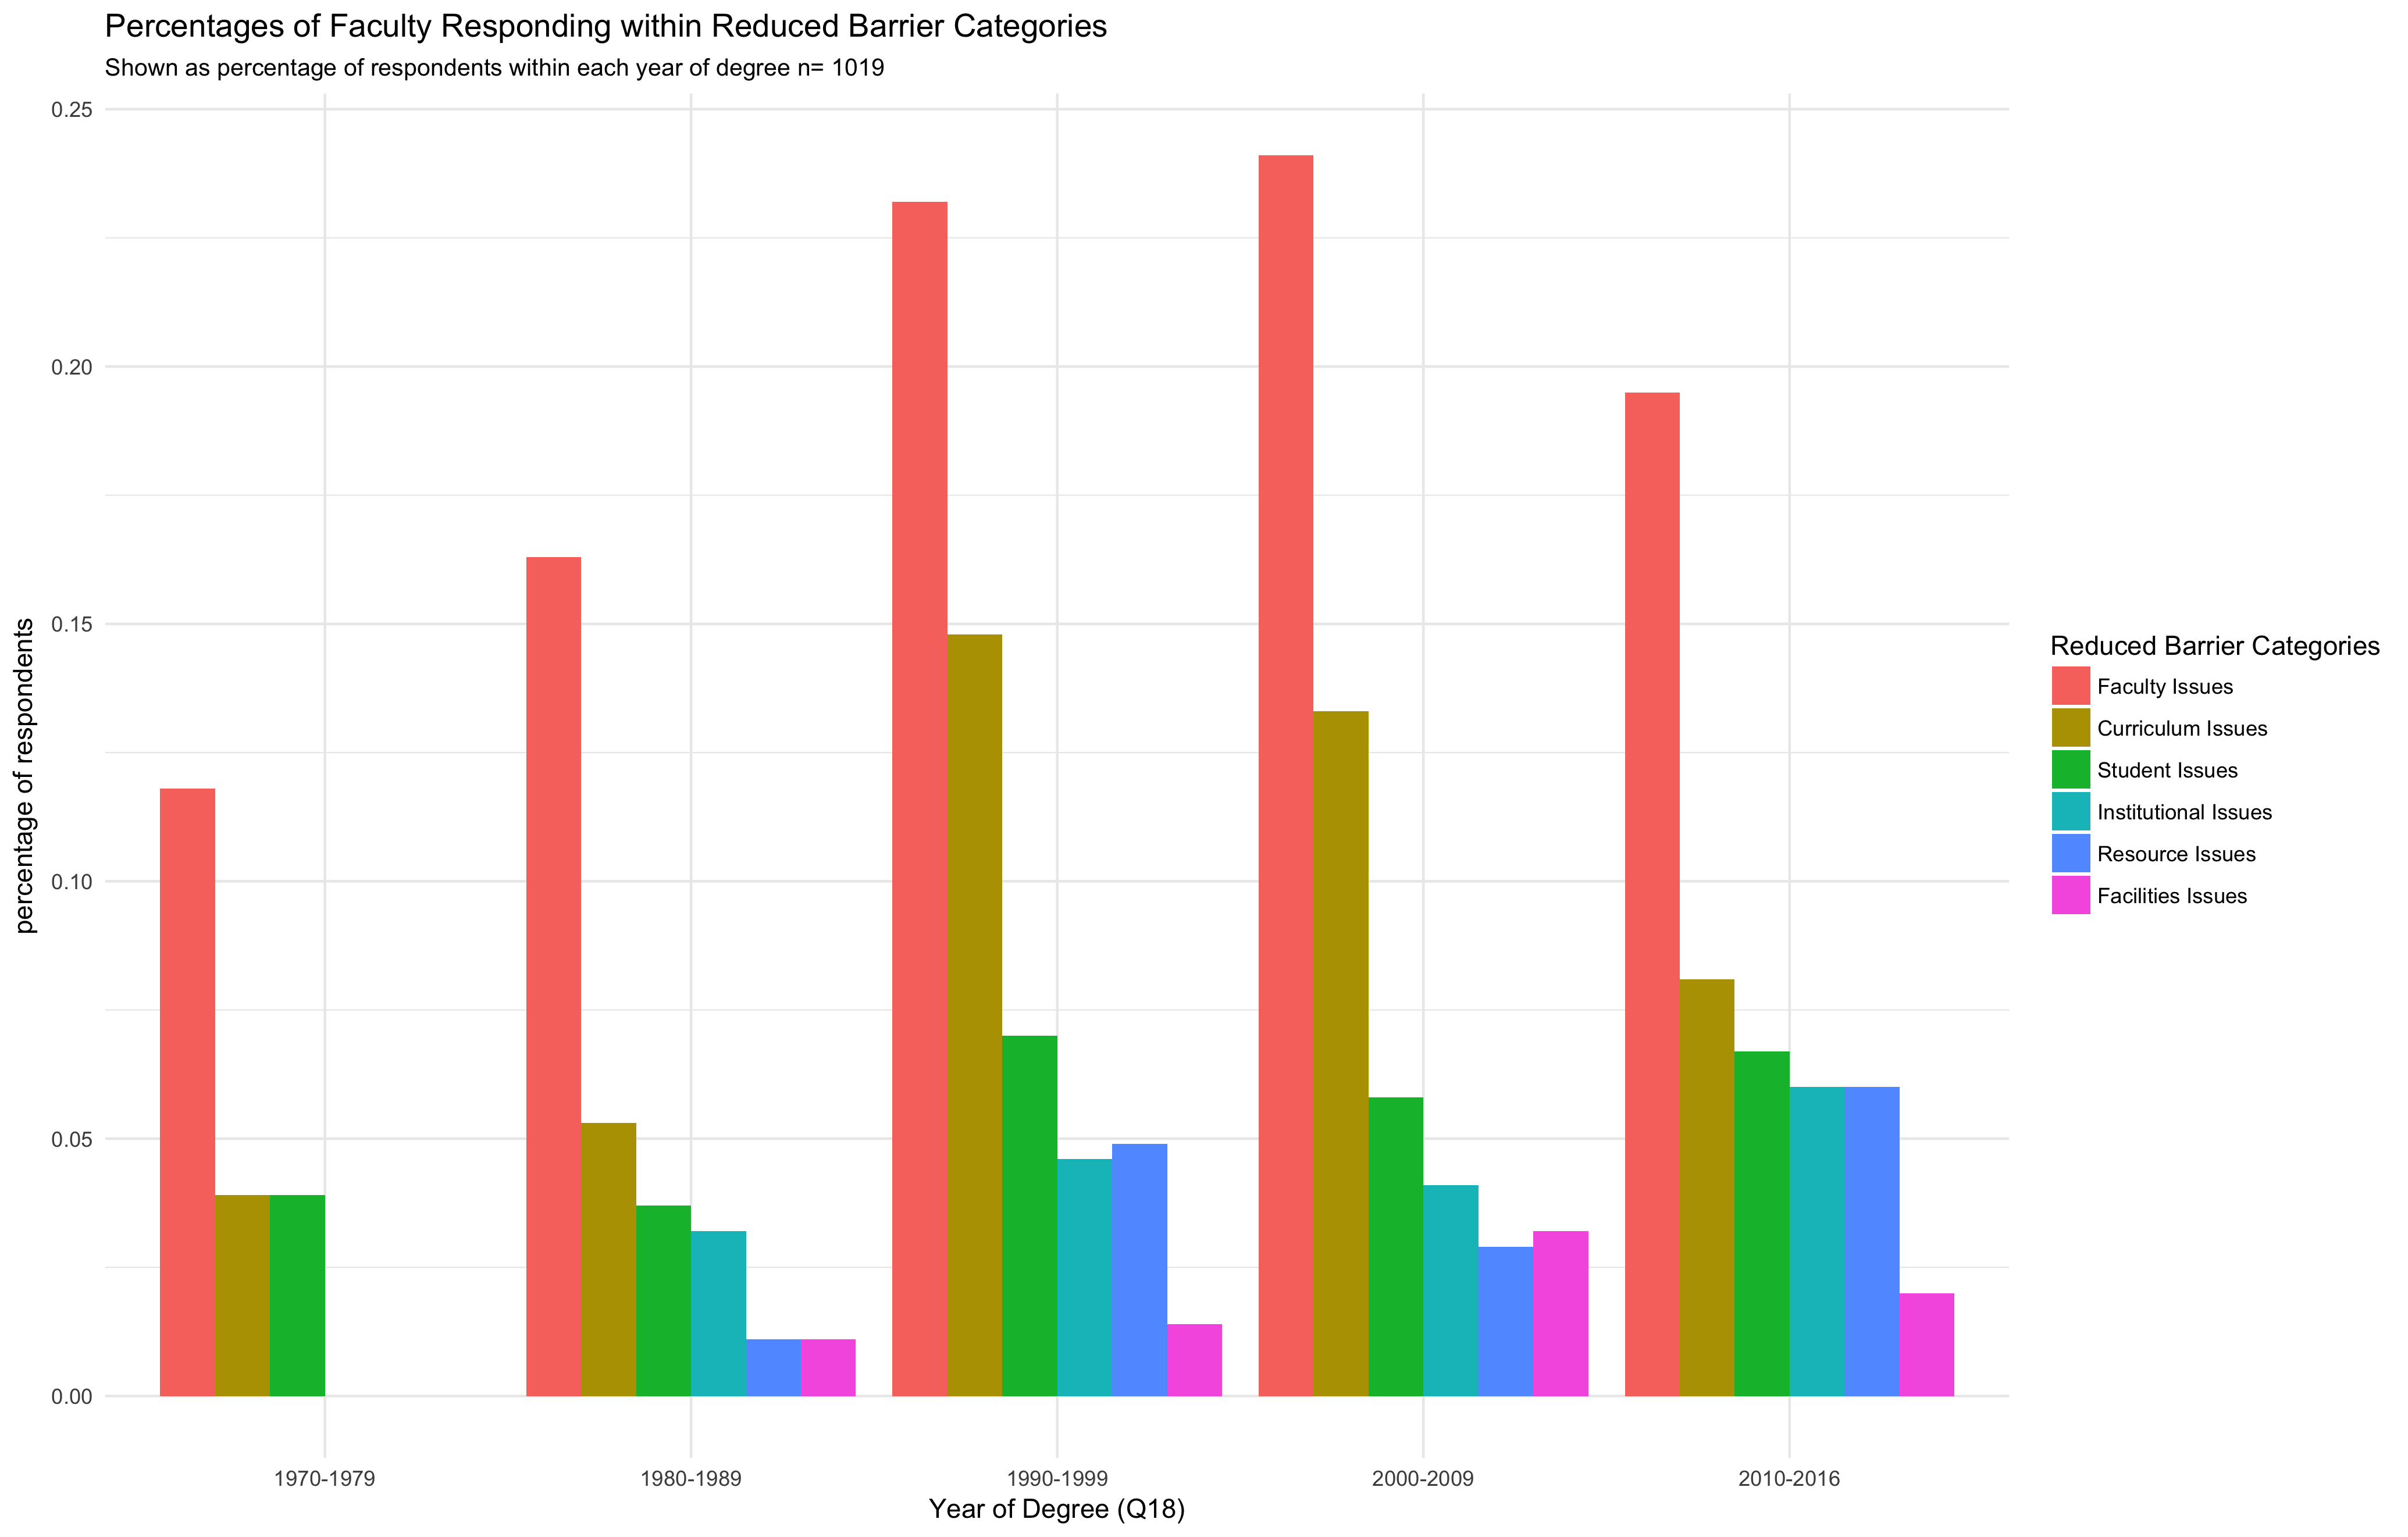 Percentages of Faculty Responding within Reduced Barrier Categories
Shown as percentage of respondents within each year of degree n= 1019
0.25
0.20
0.15
0.10
0.05
0.00
percentage of respondents
1970-1979
1980-1989
1990-1999
2000-2009
2010-2016
Year of Degree (Q18)
Reduced Barrier Categories
Faculty Issues
Curriculum Issues
Student Issues
Institutional Issues
Resource Issues
Facilities Issues